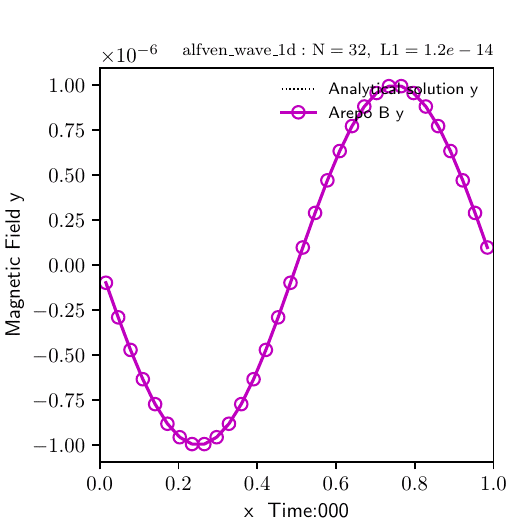 ×10⁻⁶ alfven_wave_1d : N = 32, L1 = 1.2e − 14
Analytical solution y
Arepo B y
1.00
0.75
0.50
0.25
0.00
−0.25
−0.50
−0.75
−1.00
Magnetic Field y
0.0 0.2 0.4 0.6 0.8 1.0
x Time:000